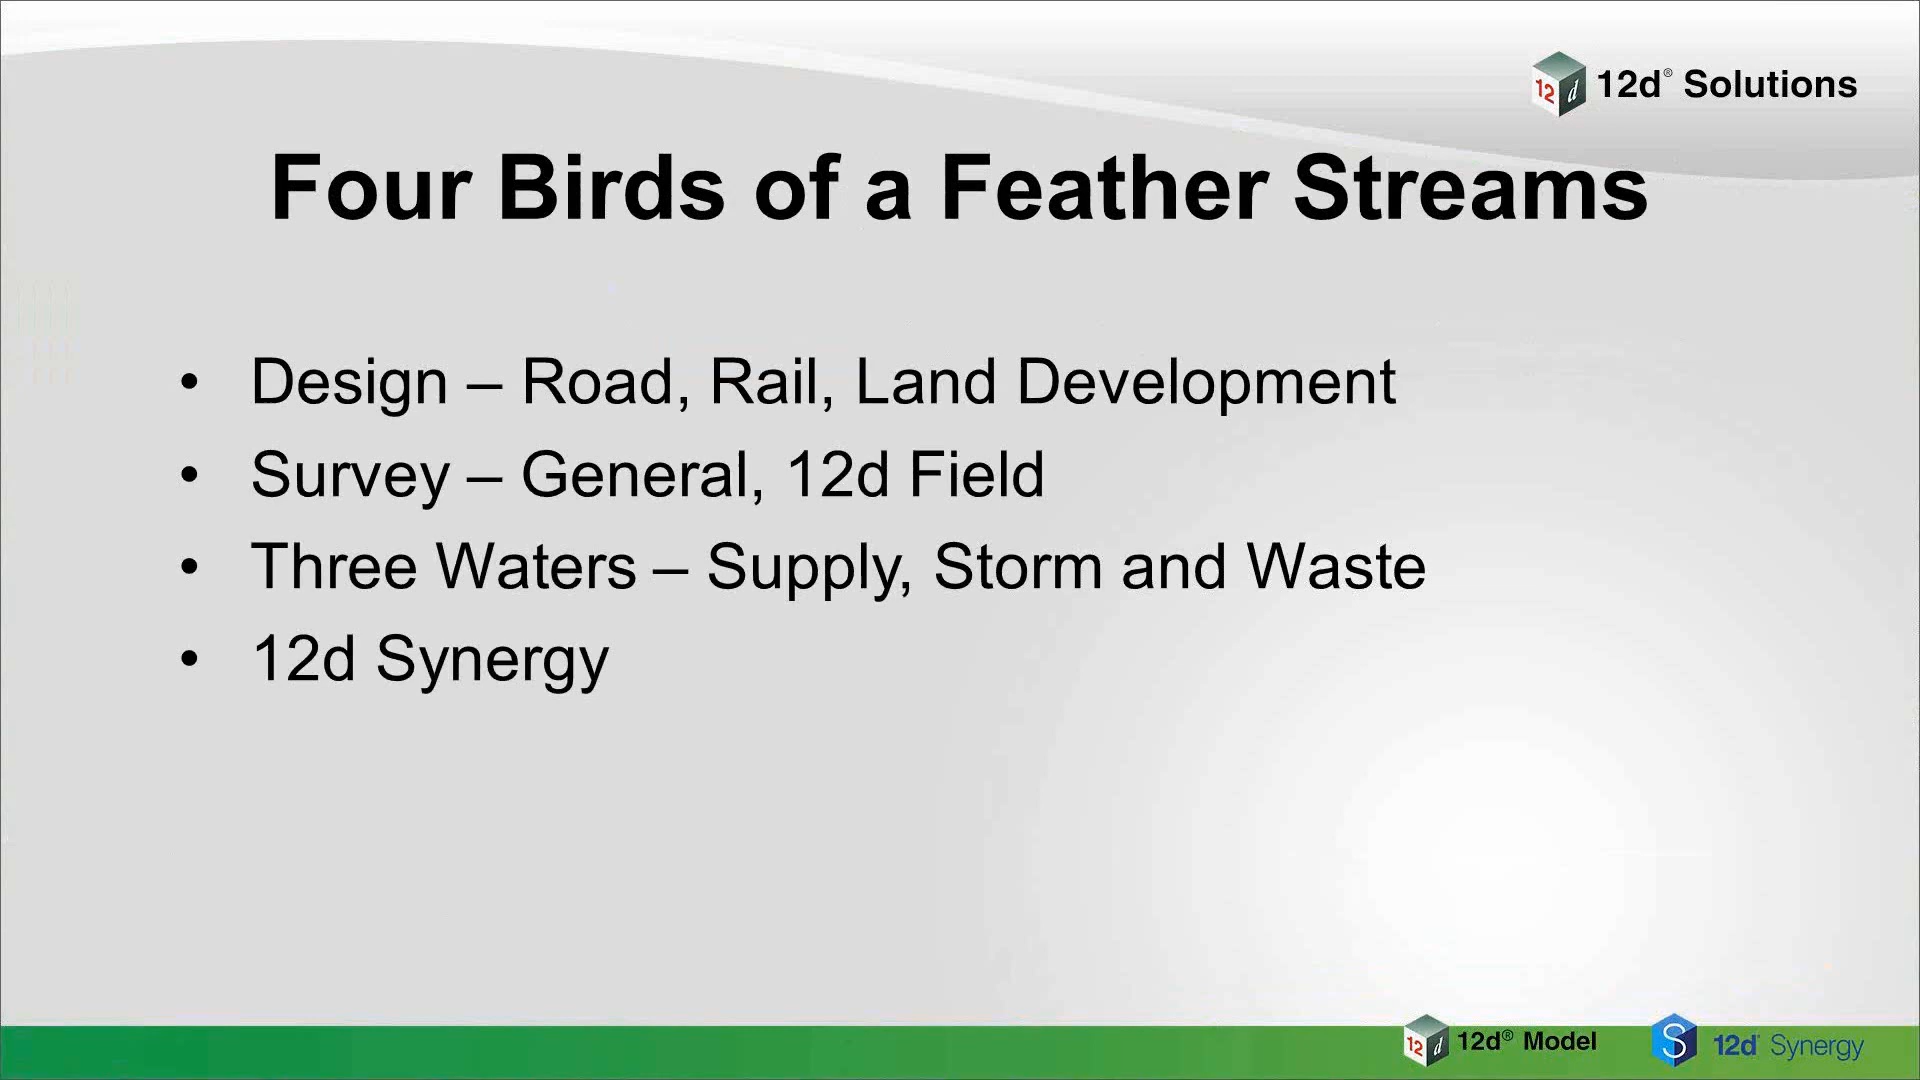 12d® Solutions
Four Birds of a Feather Streams
• Design – Road, Rail, Land Development
• Survey – General, 12d Field
• Three Waters – Supply, Storm and Waste
• 12d Synergy
12d® Model
12d Synergy